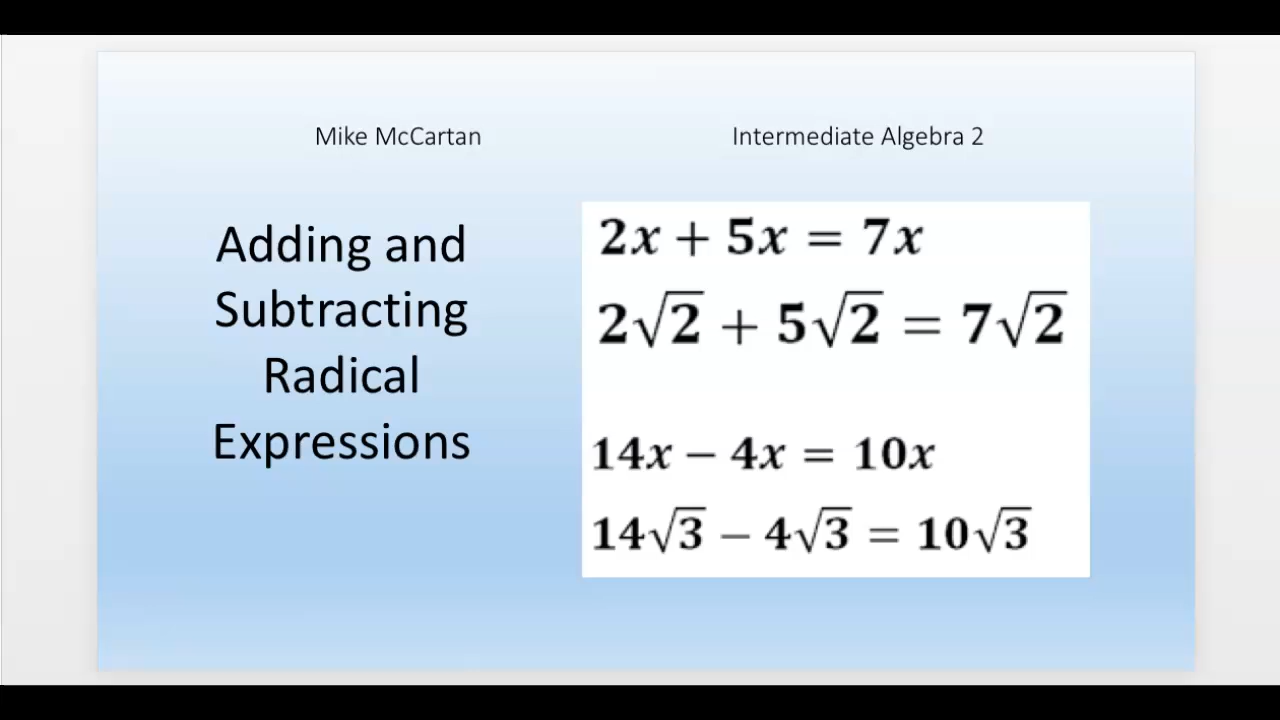 Mike McCartan
Intermediate Algebra 2
Adding and
Subtracting
Radical
Expressions
2x + 5x = 7x
2√2 + 5√2 = 7√2
14x − 4x = 10x
14√3 − 4√3 = 10√3